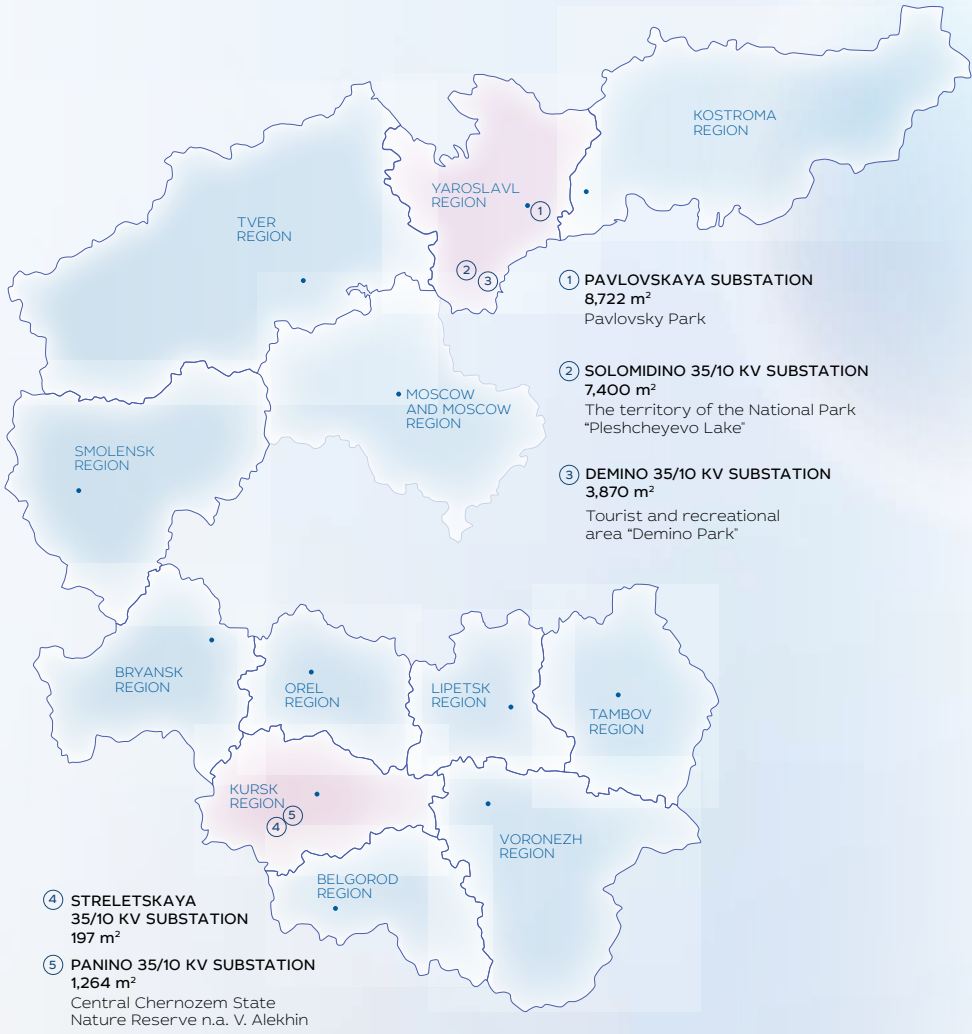 KOSTROMA
REGION
YAROSLAVL
REGION
1
TVER
REGION
2
3
1 PAVLOVSKAYA SUBSTATION
8,722 m²
Pavlovsky Park
2 SOLOMIDINO 35/10 KV SUBSTATION
7,400 m²
The territory of the National Park
“Pleshcheyevo Lake”
MOSCOW
AND MOSCOW
REGION
SMOLENSK
REGION
3 DEMINO 35/10 KV SUBSTATION
3,870 m²
Tourist and recreational
area “Demino Park”
BRYANSK
REGION
OREL
REGION
LIPETSK
REGION
TAMBOV
REGION
KURSK
REGION
5
4
VORONEZH
REGION
BELGOROD
REGION
4 STRELETSKAYA
35/10 KV SUBSTATION
197 m²
5 PANINO 35/10 KV SUBSTATION
1,264 m²
Central Chernozem State
Nature Reserve n.a. V. Alekhin